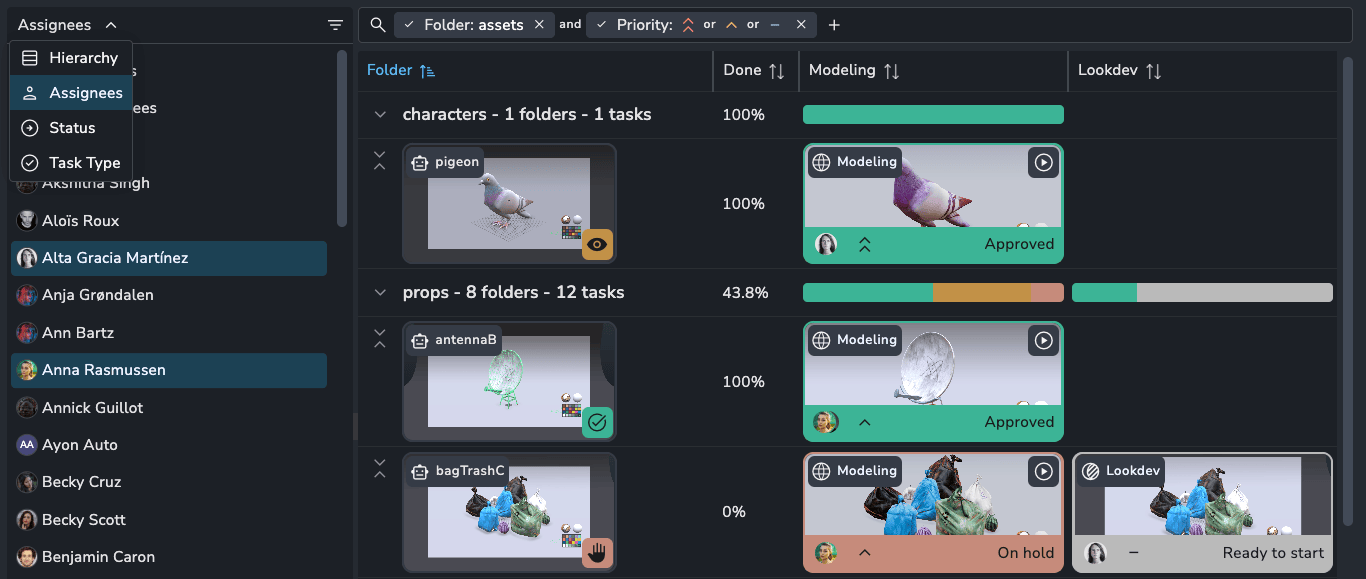 Assignees
Folder: assets
and
Priority:
or
or
Hierarchy
s
Assignees
ees
Status
Task Type
Akshitha Singh
Aloïs Roux
Alta Gracia Martínez
Anja Grøndalen
Ann Bartz
Anna Rasmussen
Annick Guillot
AA Ayon Auto
Becky Cruz
Becky Scott
Benjamin Caron
Folder
Done
Modeling
Lookdev
characters - 1 folders - 1 tasks
100%
pigeon
100%
Modeling
Approved
props - 8 folders - 12 tasks
43.8%
antennaB
100%
Modeling
Approved
bagTrashC
0%
Modeling
On hold
Lookdev
Ready to start